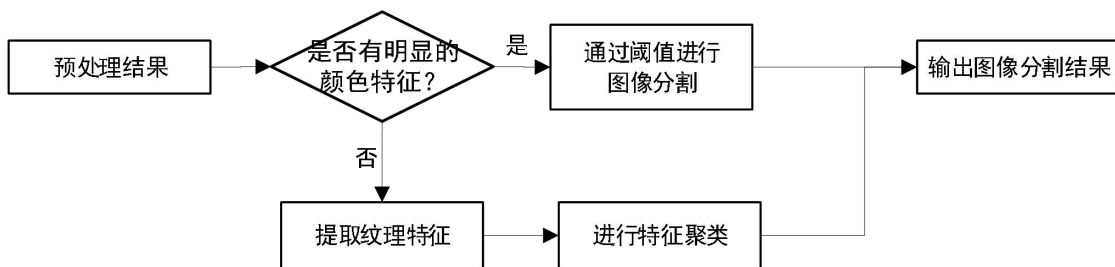 预处理结果
是否有明显的
颜色特征？
是
通过阈值进行
图像分割
输出图像分割结果
否
提取纹理特征
进行特征聚类